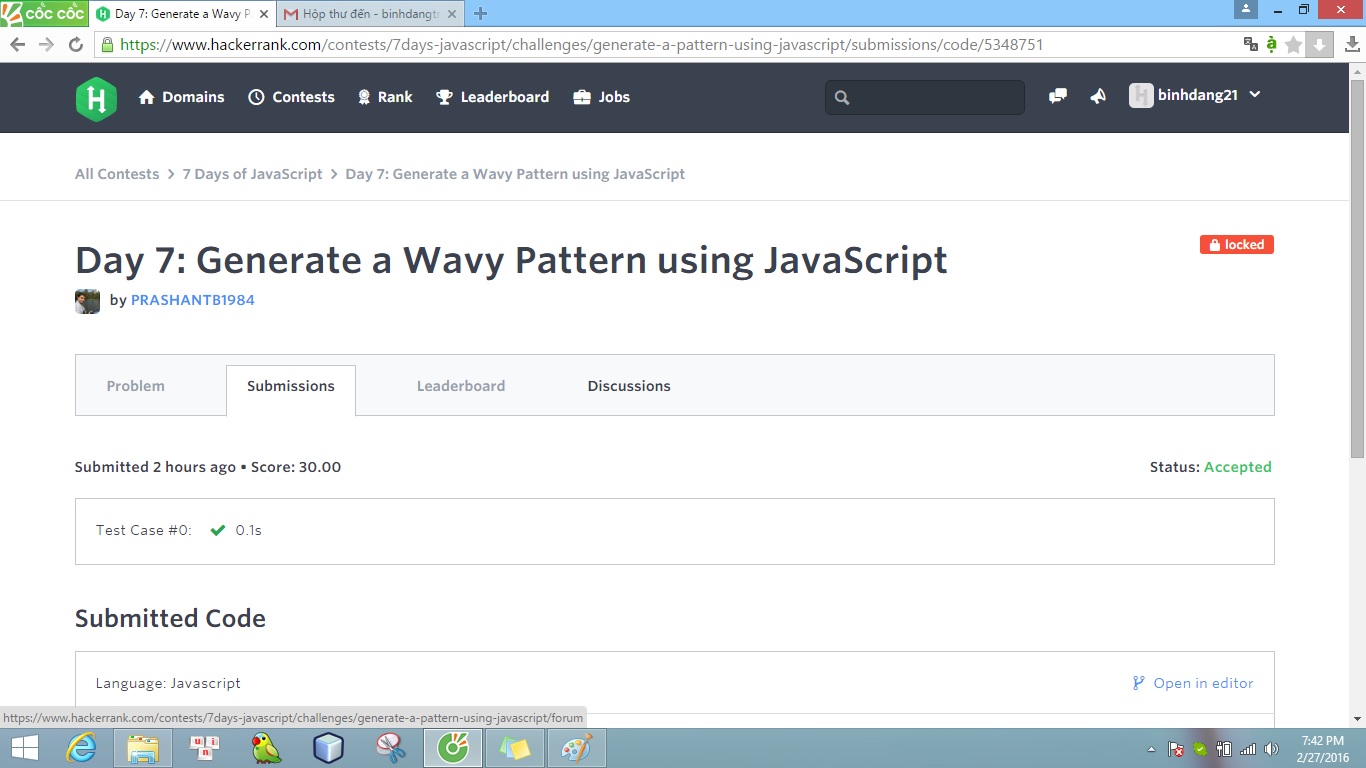 CỐC CỐC
Day 7: Generate a Wavy P
Hộp thư đến - binhdangtr
https://www.hackerrank.com/contests/7days-javascript/challenges/generate-a-pattern-using-javascript/submissions/code/5348751
H Domains Contests Rank Leaderboard Jobs binhdang21
All Contests > 7 Days of JavaScript > Day 7: Generate a Wavy Pattern using JavaScript
Day 7: Generate a Wavy Pattern using JavaScript
locked
by PRASHANTB1984
Problem Submissions Leaderboard Discussions
Submitted 2 hours ago ▪ Score: 30.00 Status: Accepted
Test Case #0: ✔ 0.1s
Submitted Code
Language: Javascript Open in editor
https://www.hackerrank.com/contests/7days-javascript/challenges/generate-a-pattern-using-javascript/forum
7:42 PM
2/27/2016